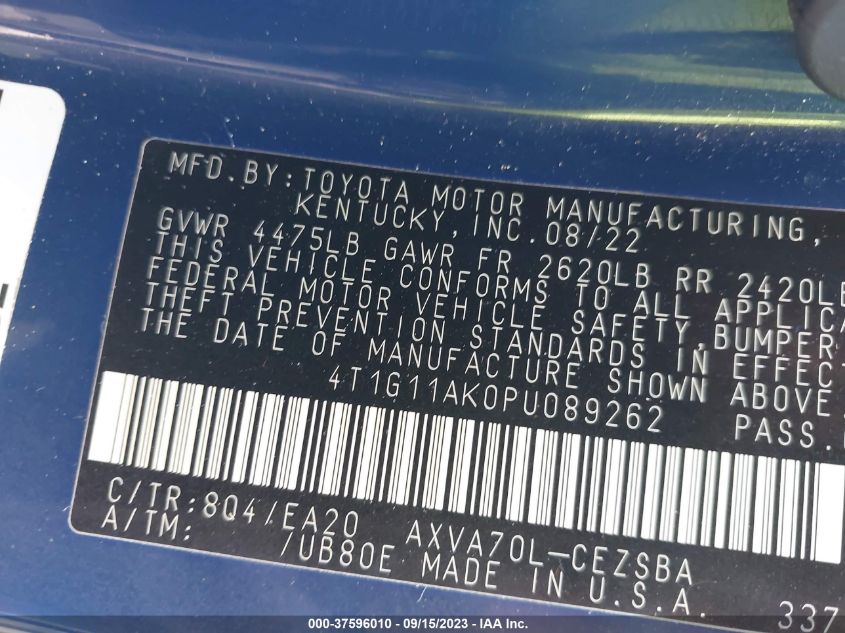 MFD.BY:TOYOTA MOTOR MANUFACTURING,
KENTUCKY,INC.08/22
GVWR 4475LB GAWR FR 2620LB RR 2420LB
THIS VEHICLE CONFORMS TO ALL APPLICA
FEDERAL MOTOR VEHICLE SAFETY,BUMPER
THEFT PREVENTION STANDARDS IN EFFECT
THE DATE OF MANUFACTURE SHOWN ABOVE.
4T1G11AK0PU089262 PASS.
C/TR:8Q4/EA20 AXVA70L-CEZSBA
A/TM: /UB80E MADE IN U.S.A. 337
000-37596010 - 09/15/2023 - IAAI.com